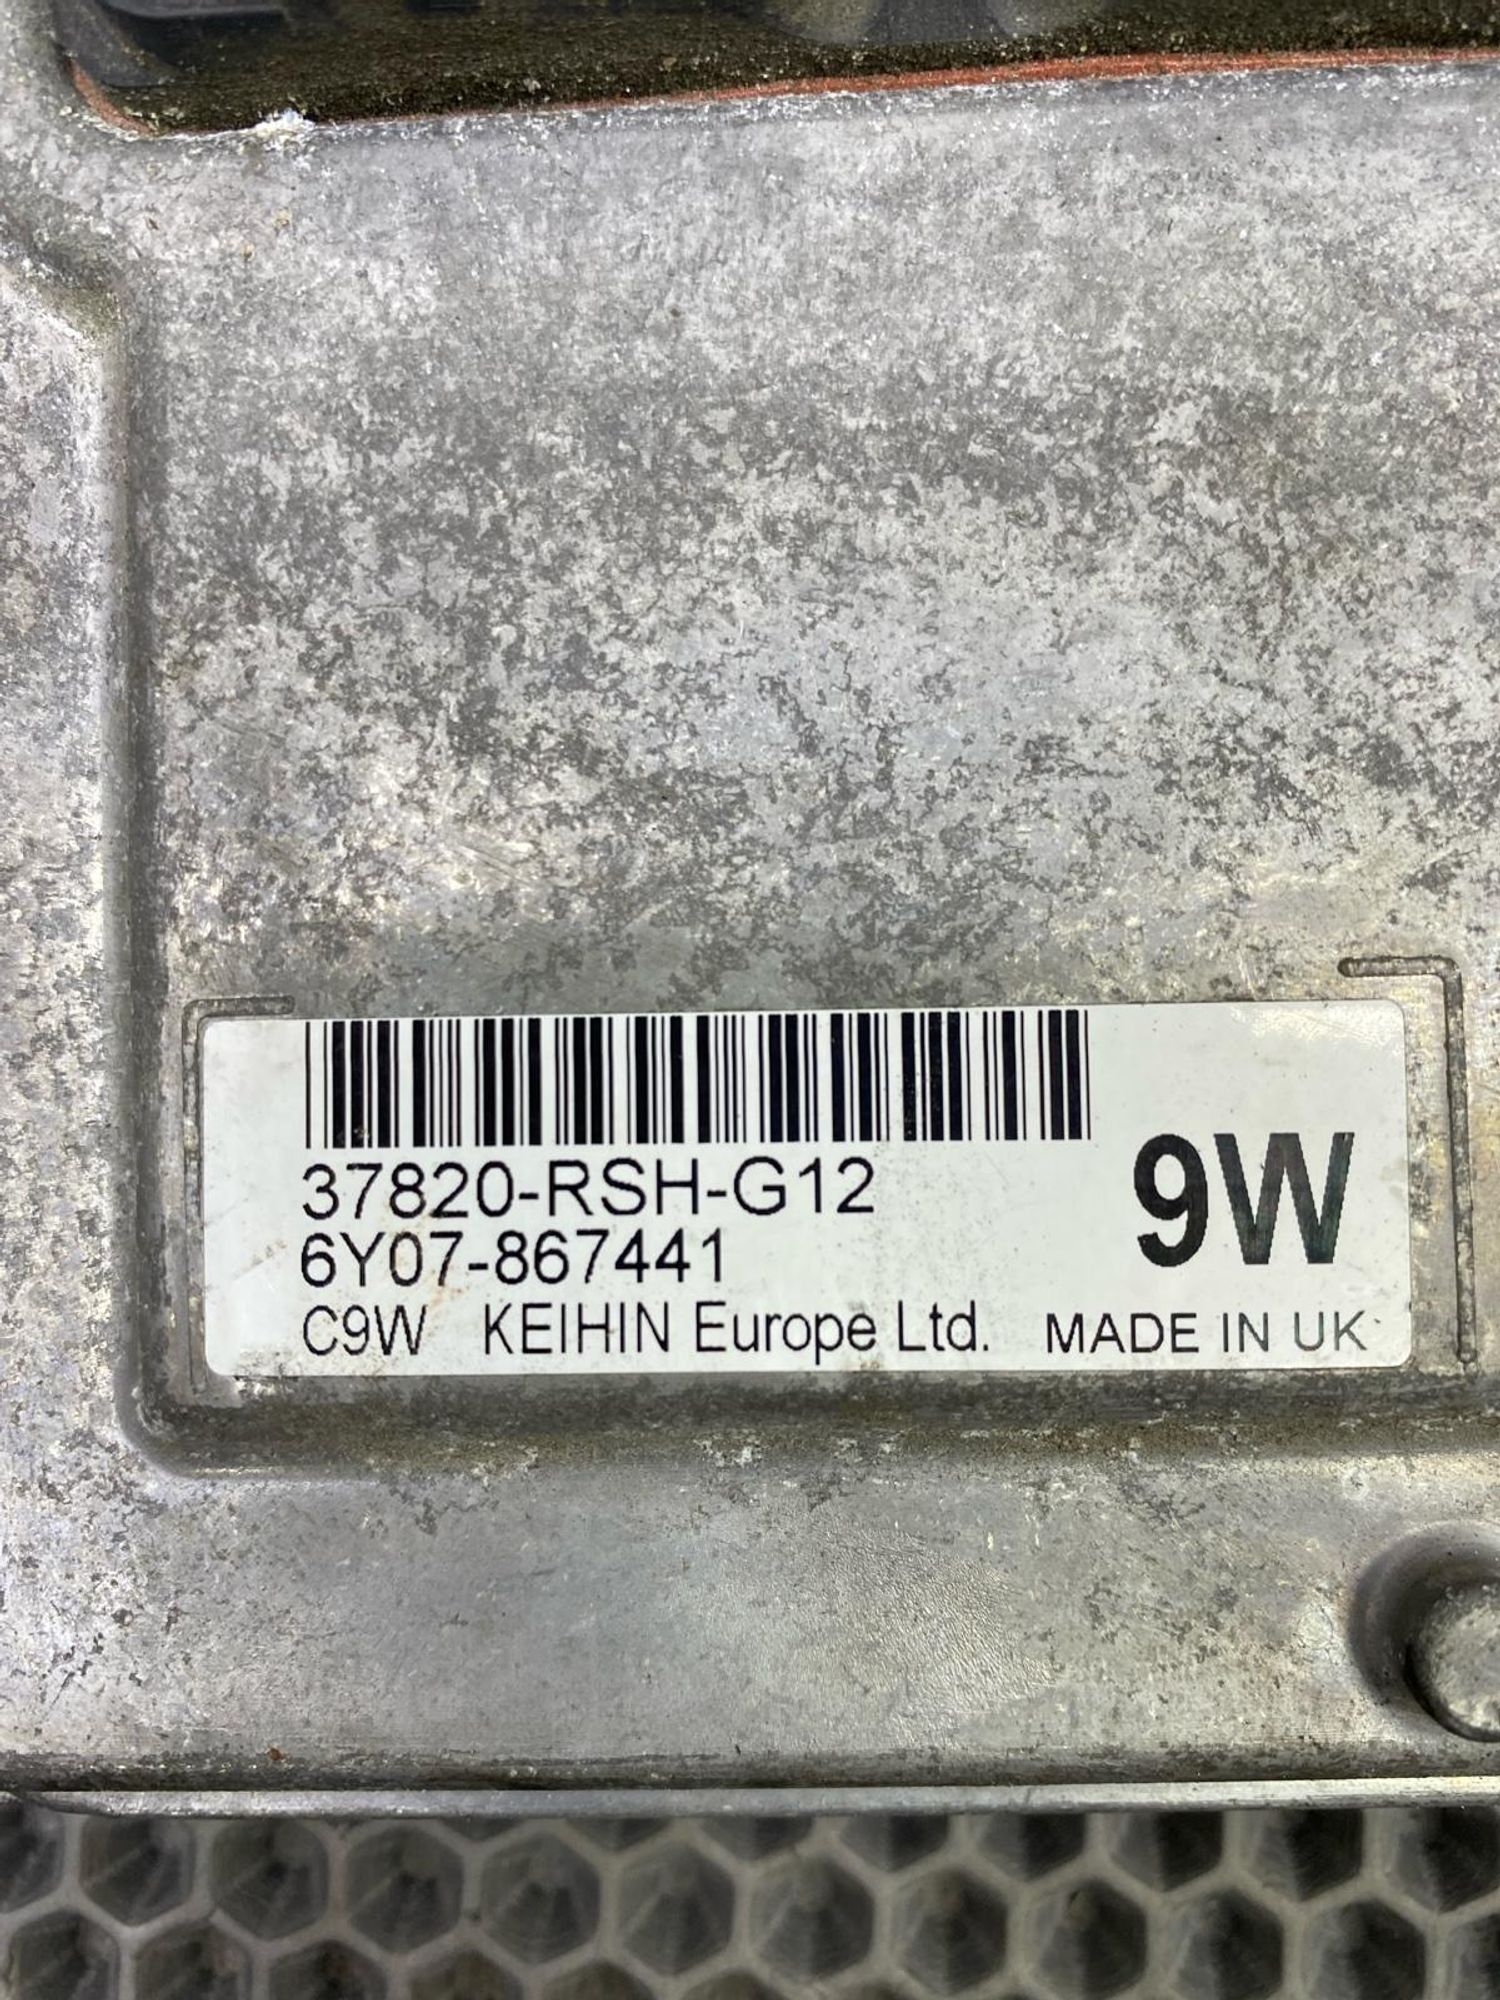 37820-RSH-G12
6Y07-867441
9W
C9W KEIHIN Europe Ltd. MADE IN UK